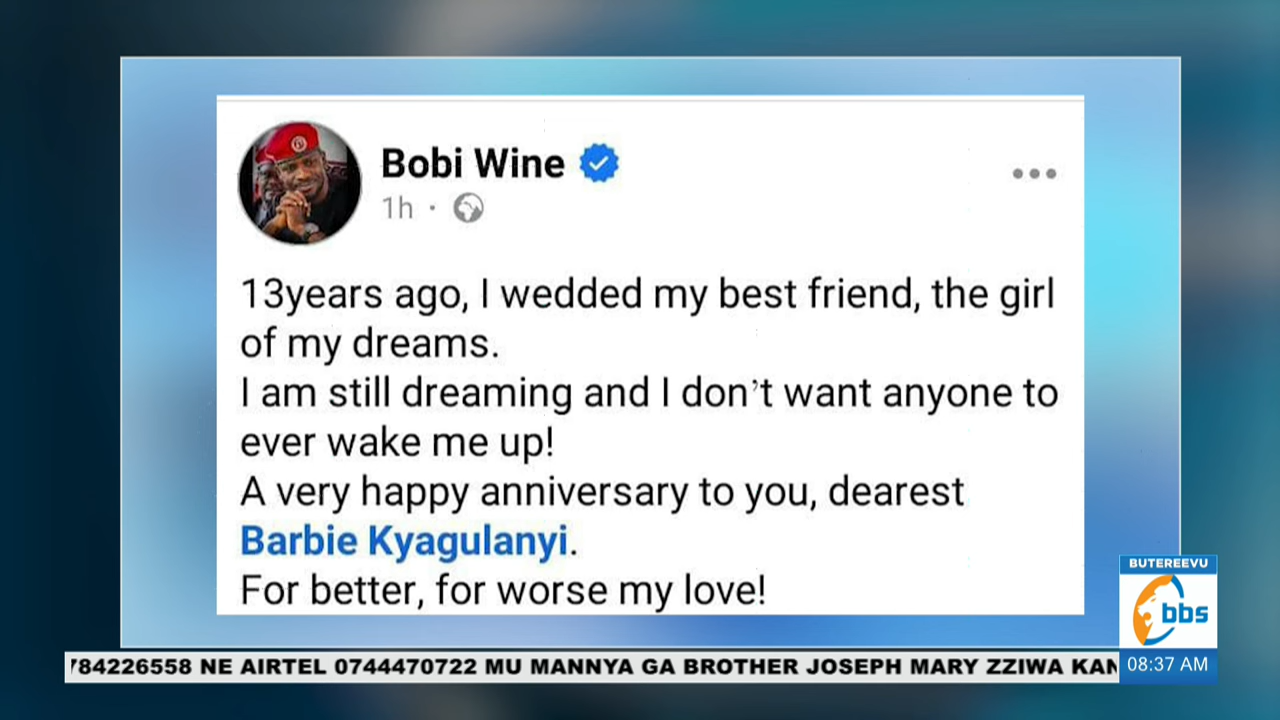 Bobi Wine
1h ·
13years ago, I wedded my best friend, the girl
of my dreams.
I am still dreaming and I don’t want anyone to
ever wake me up!
A very happy anniversary to you, dearest
Barbie Kyagulanyi.
For better, for worse my love!
BUTEREEVU
bbs
08:37 AM
784226558 NE AIRTEL 0744470722 MU MANNYA GA BROTHER JOSEPH MARY ZZIWA KAN